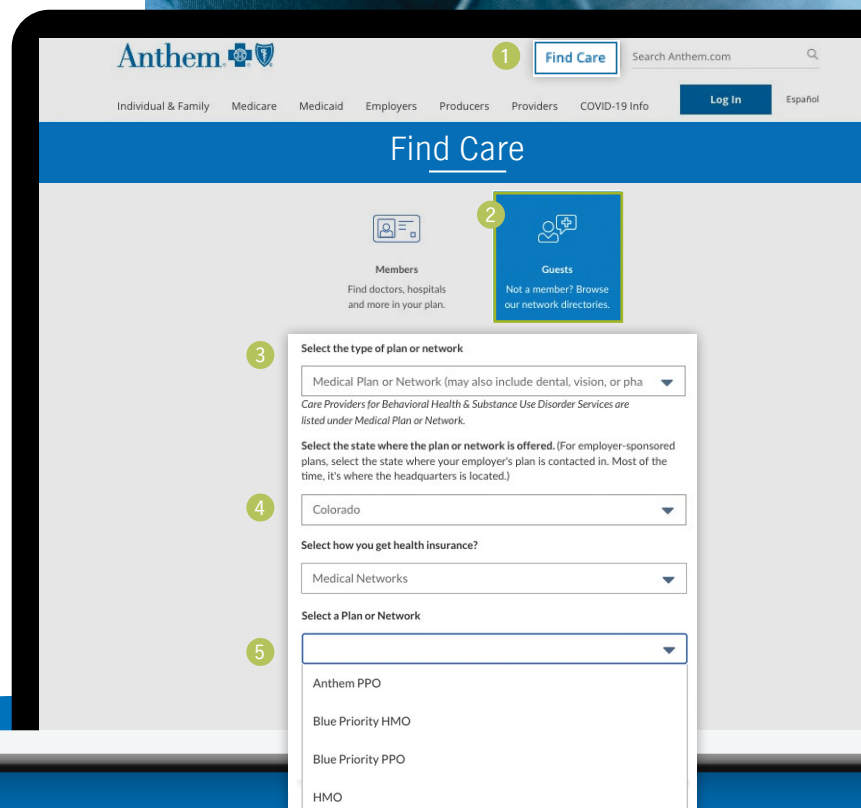 Anthem
1 Find Care Search Anthem.com
Individual & Family Medicare Medicaid Employers Producers Providers COVID-19 Info Log In Español
Find Care
2
Members
Find doctors, hospitals
and more in your plan.
Guests
Not a member? Browse
our network directories.
3 Select the type of plan or network
Medical Plan or Network (may also include dental, vision, or pha
Care Providers for Behavioral Health & Substance Use Disorder Services are
listed under Medical Plan or Network.
Select the state where the plan or network is offered. (For employer-sponsored
plans, select the state where your employer's plan is contacted in. Most of the
time, it's where the headquarters is located.)
4 Colorado
Select how you get health insurance?
Medical Networks
Select a Plan or Network
5
Anthem PPO
Blue Priority HMO
Blue Priority PPO
HMO